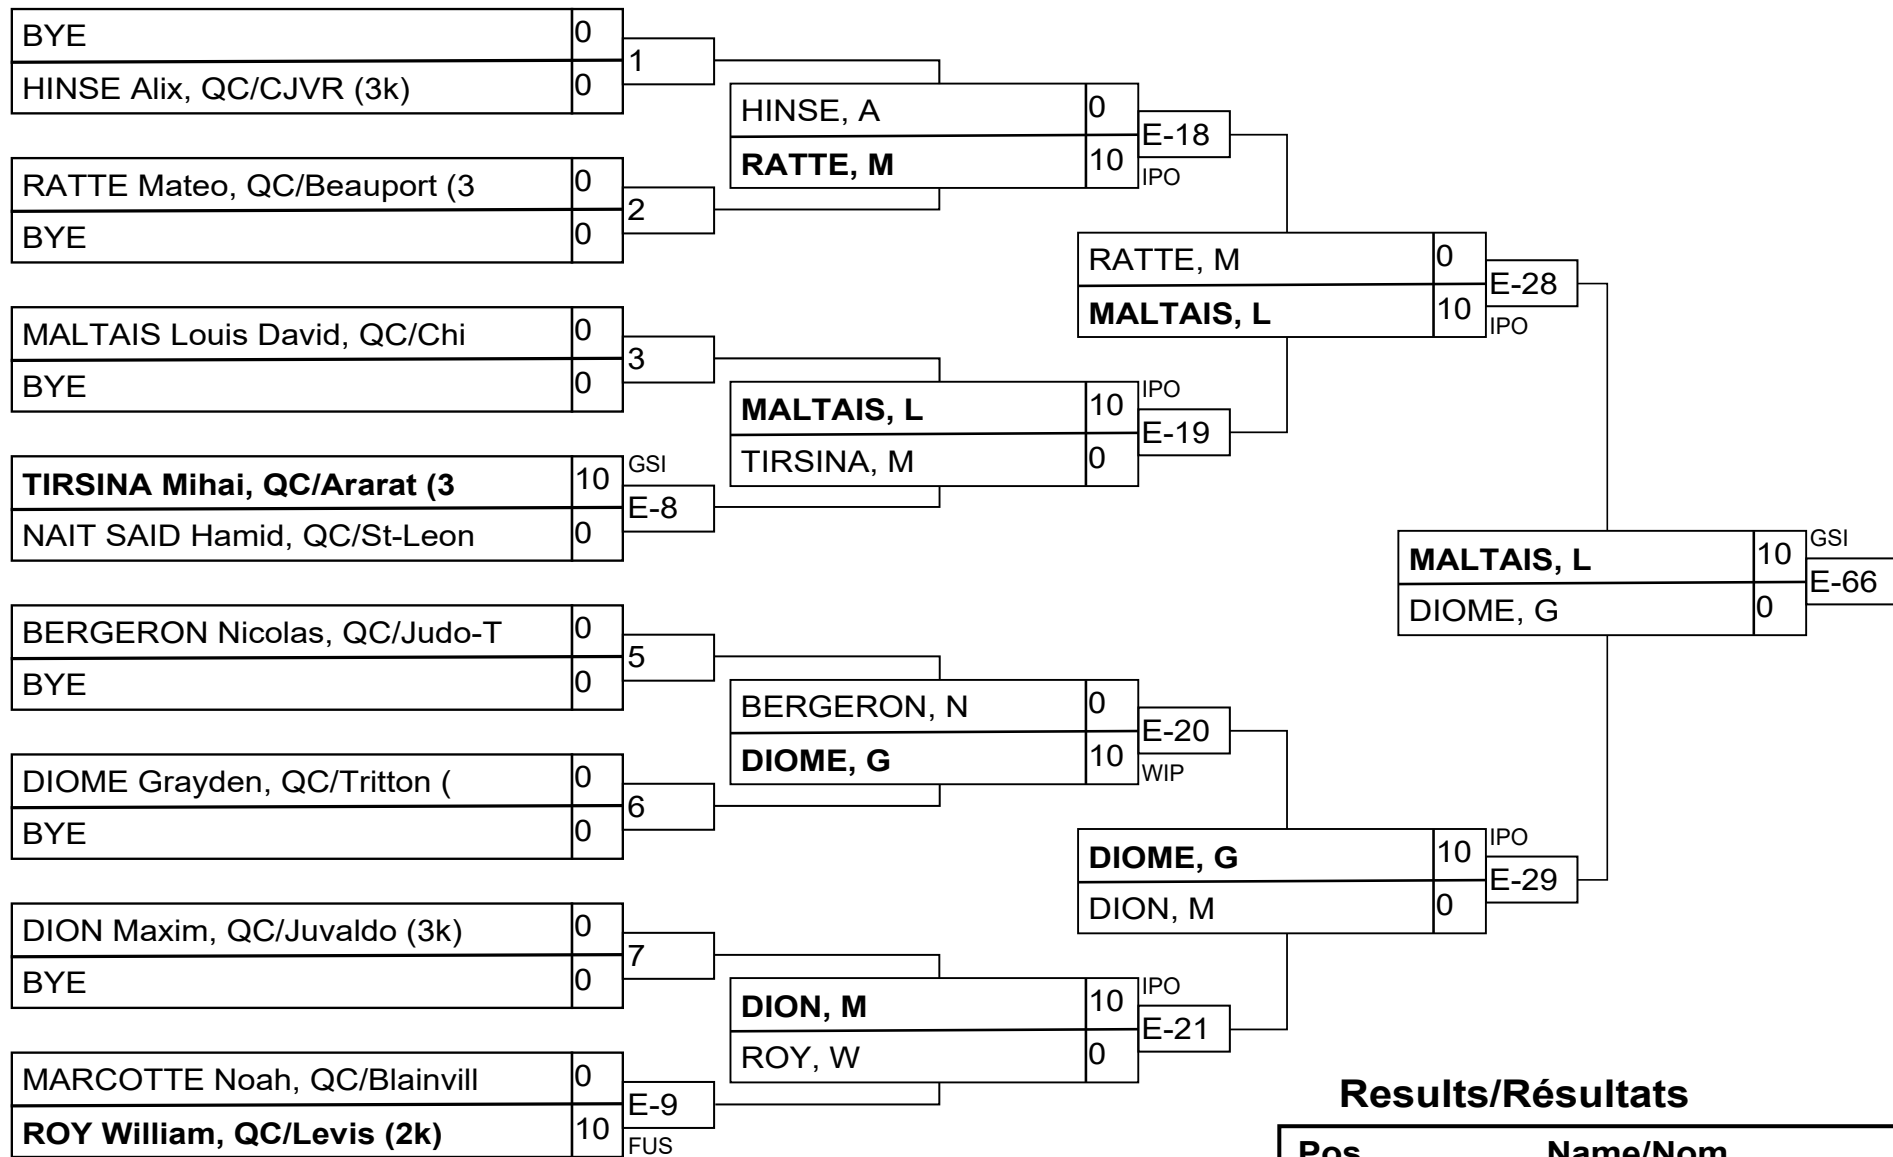 BYE 0
1
HINSE Alix, QC/CJVR (3k) 0
RATTE Mateo, QC/Beauport (3 0
2
BYE 0
MALTAIS Louis David, QC/Chi 0
3
BYE 0
TIRSINA Mihai, QC/Ararat (3 10 GSI
E-8
NAIT SAID Hamid, QC/St-Leon 0
BERGERON Nicolas, QC/Judo-T 0
5
BYE 0
DIOME Grayden, QC/Tritton ( 0
6
BYE 0
DION Maxim, QC/Juvaldo (3k) 0
7
BYE 0
MARCOTTE Noah, QC/Blainvill 0
E-9
ROY William, QC/Levis (2k) 10 FUS
HINSE, A 0
E-18
RATTE, M 10 IPO
MALTAIS, L 10 IPO
E-19
TIRSINA, M 0
BERGERON, N 0
E-20
DIOME, G 10 WIP
DION, M 10 IPO
E-21
ROY, W 0
RATTE, M 0
E-28
MALTAIS, L 10 IPO
DIOME, G 10 IPO
E-29
DION, M 0
MALTAIS, L 10 GSI
E-66
DIOME, G 0
Results/Résultats
Pos Name/Nom